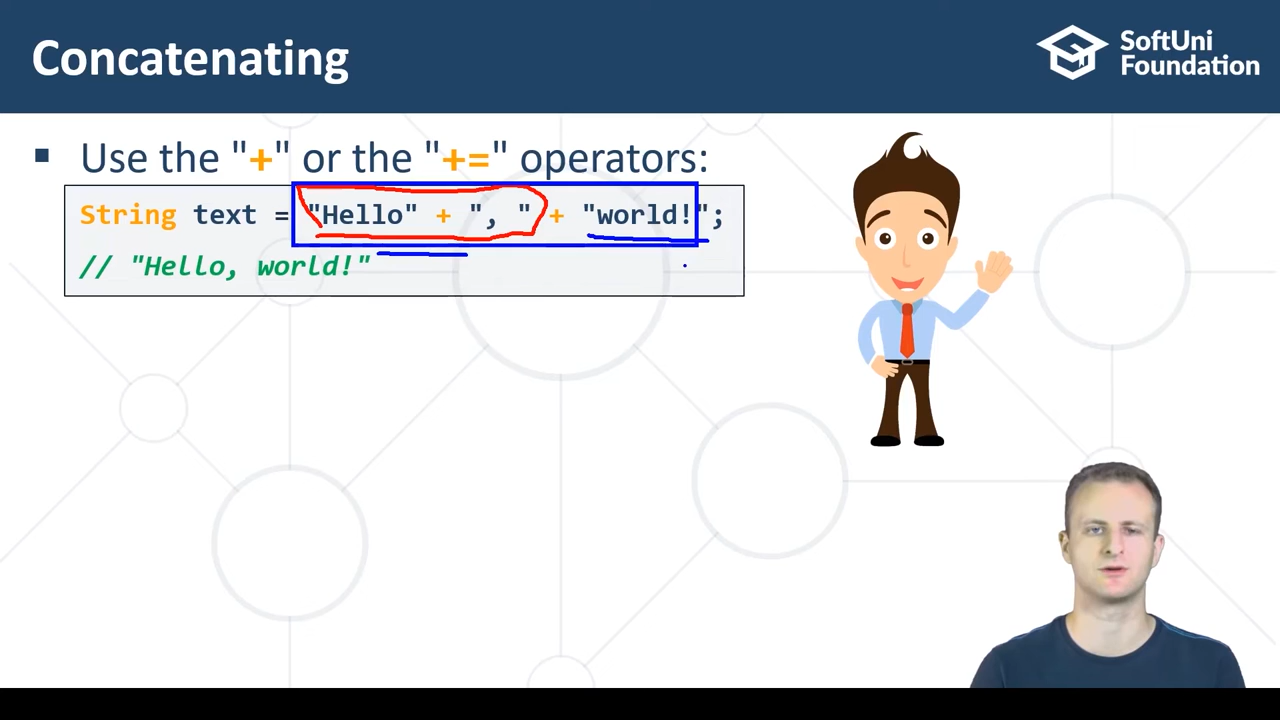 Concatenating
SoftUni
Foundation
▪ Use the "+" or the "+=" operators:
String text = "Hello" + ", " + "world!";
// "Hello, world!"